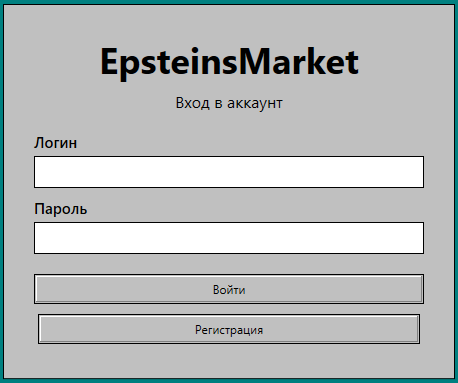 EpsteinsMarket
Вход в аккаунт
Логин
Пароль
Войти
Регистрация